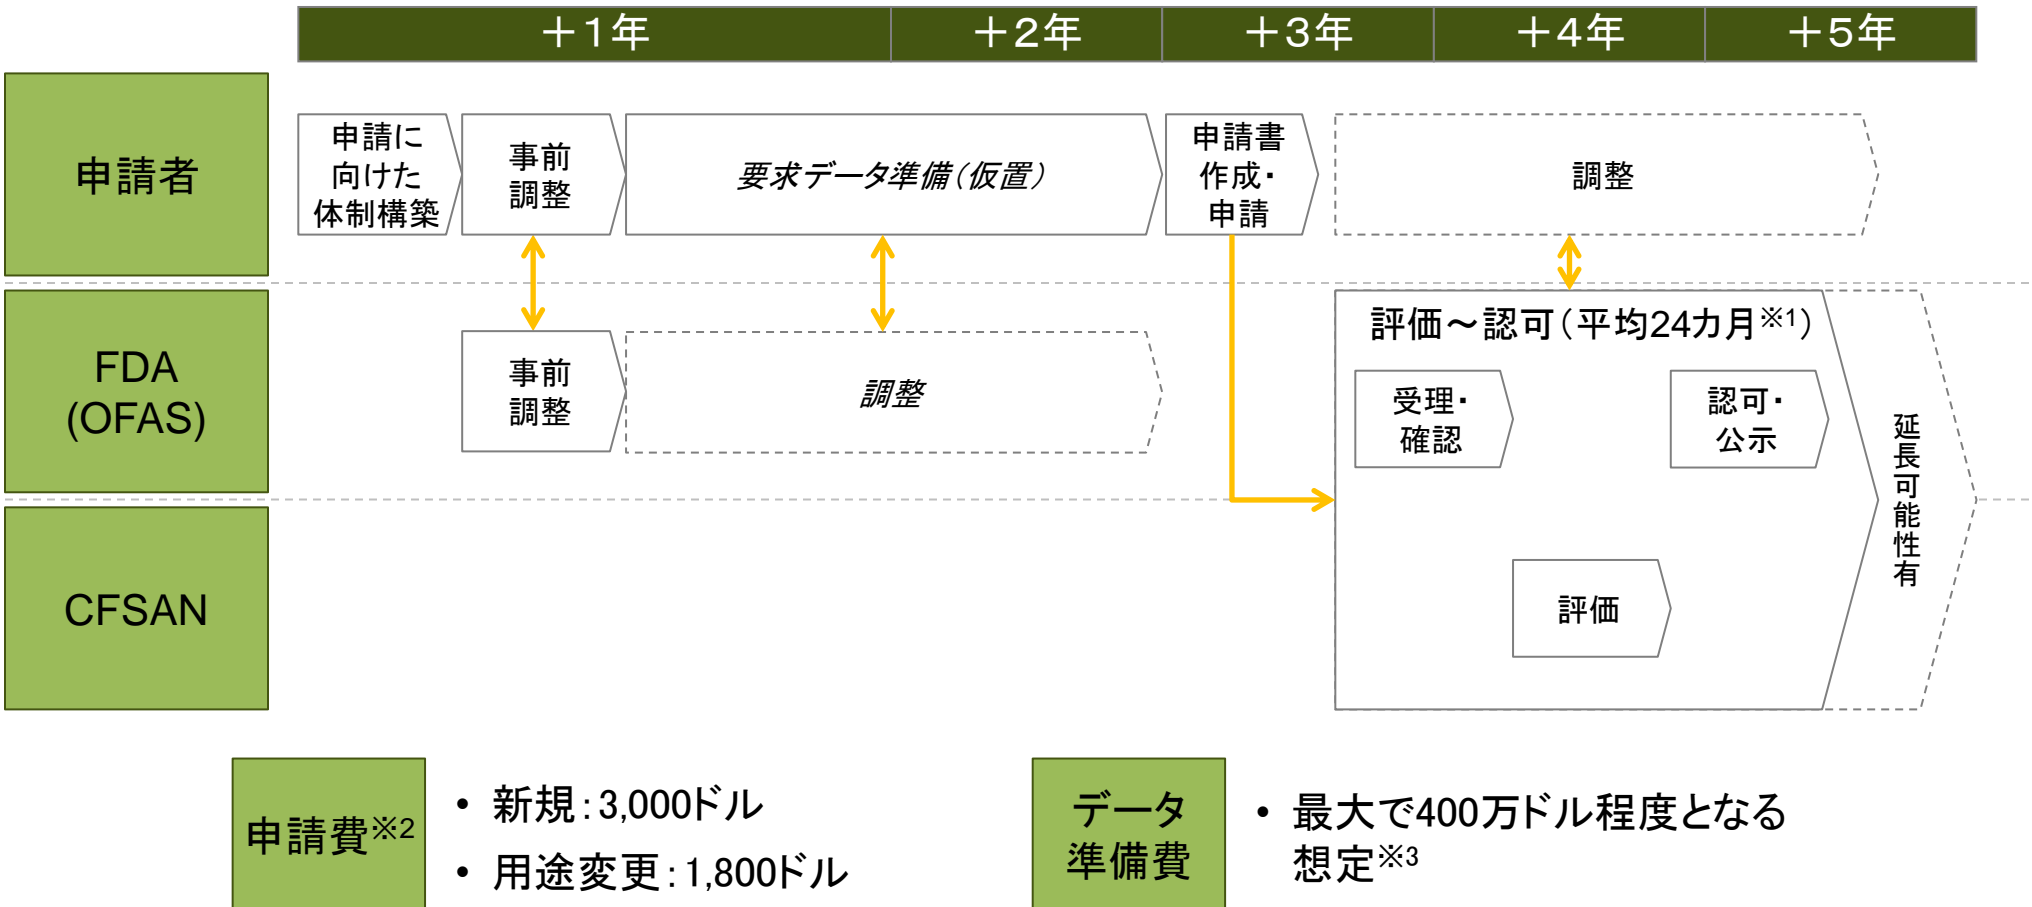 ＋1年
＋2年
＋3年
＋4年
＋5年
申請者
申請に
向けた
体制構築
事前
調整
要求データ準備（仮置）
申請書
作成・
申請
調整
FDA
(OFAS)
事前
調整
調整
評価～認可（平均24カ月※1）
受理・
確認
認可・
公示
延長可能性有
CFSAN
評価
申請費※2
• 新規：3,000ドル
• 用途変更：1,800ドル
データ
準備費
• 最大で400万ドル程度となる
想定※3